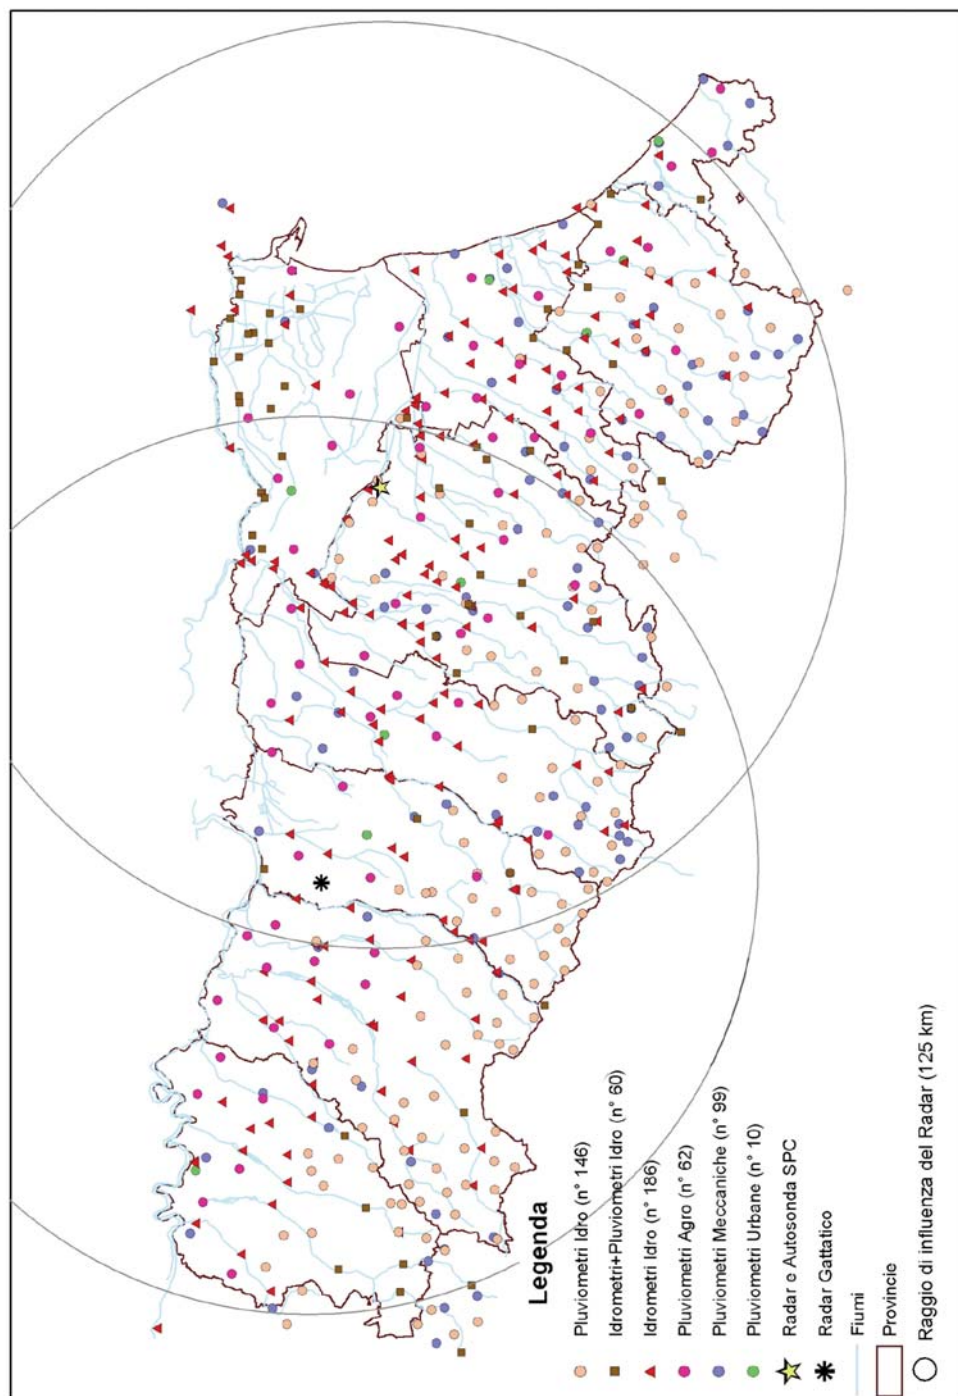 Legenda
Pluviometri Idro (n° 146)
Idrometri+Pluviometri Idro (n° 60)
Idrometri Idro (n° 186)
Pluviometri Agro (n° 62)
Pluviometri Meccaniche (n° 99)
Pluviometri Urbane (n° 10)
Radar e Autosonda SPC
Radar Gattatico
Fiumi
Provincie
Raggio di influenza del Radar (125 km)